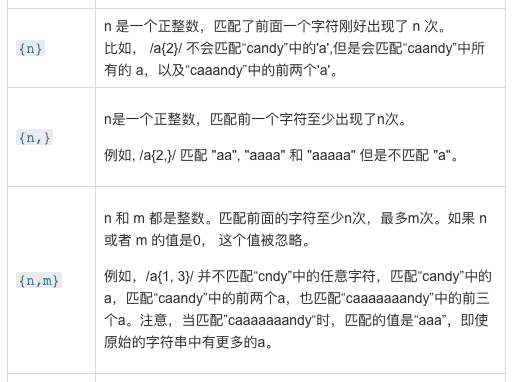 {n}
n 是一个正整数，匹配了前面一个字符刚好出现了 n 次。
比如， /a{2}/ 不会匹配“candy”中的'a',但是会匹配“caandy”中所
有的 a，以及“caaandy”中的前两个'a'。
{n,}
n是一个正整数，匹配前一个字符至少出现了n次。
例如, /a{2,}/ 匹配 "aa", "aaaa" 和 "aaaaa" 但是不匹配 "a"。
{n,m}
n 和 m 都是整数。匹配前面的字符至少n次，最多m次。如果 n
或者 m 的值是0， 这个值被忽略。
例如，/a{1, 3}/ 并不匹配“cndy”中的任意字符，匹配“candy”中的
a，匹配“caandy”中的前两个a，也匹配“caaaaaaandy”中的前三
个a。注意，当匹配”caaaaaaandy“时，匹配的值是“aaa”，即使
原始的字符串中有更多的a。